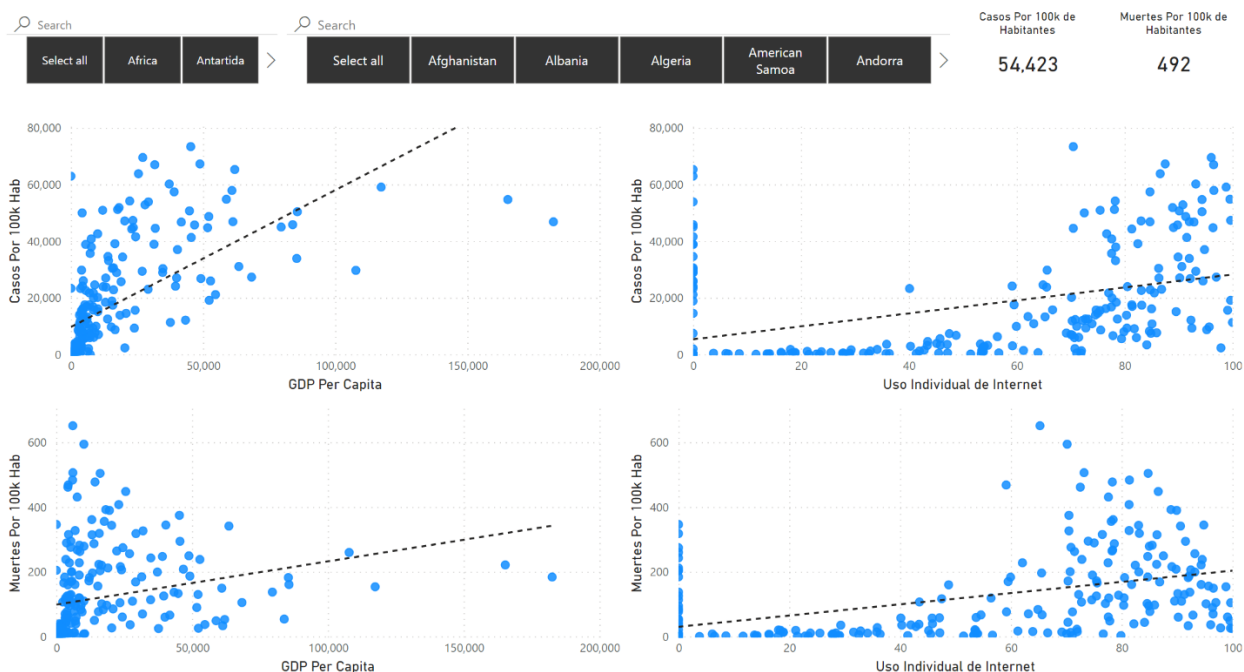 Search
Select all
Africa
Antartida
Search
Select all
Afghanistan
Albania
Algeria
American
Samoa
Andorra
Casos Por 100k de
Habitantes
54,423
Muertes Por 100k de
Habitantes
492
Casos Por 100k Hab
80,000
60,000
40,000
20,000
0
0
50,000
100,000
150,000
200,000
GDP Per Capita
Casos Por 100k Hab
80,000
60,000
40,000
20,000
0
0
20
40
60
80
100
Uso Individual de Internet
Muertes Por 100k Hab
600
400
200
0
0
50,000
100,000
150,000
200,000
GDP Per Capita
Muertes Por 100k Hab
600
400
200
0
0
20
40
60
80
100
Uso Individual de Internet